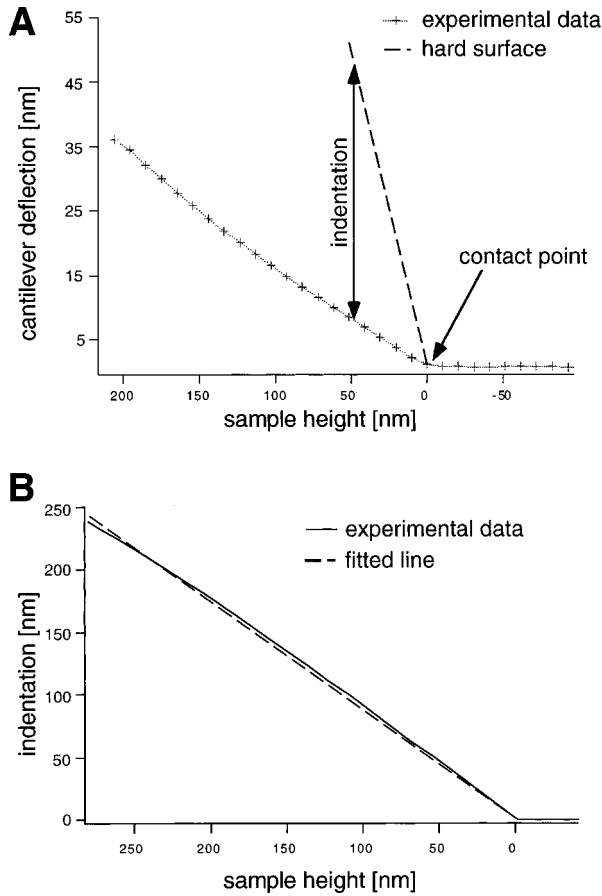 A
experimental data
hard surface
55
45
35
25
15
5
cantilever deflection [nm]
indentation
contact point
200
150
100
50
0
-50
sample height [nm]
B
experimental data
fitted line
250
200
150
100
50
0
indentation [nm]
250
200
150
100
50
0
sample height [nm]